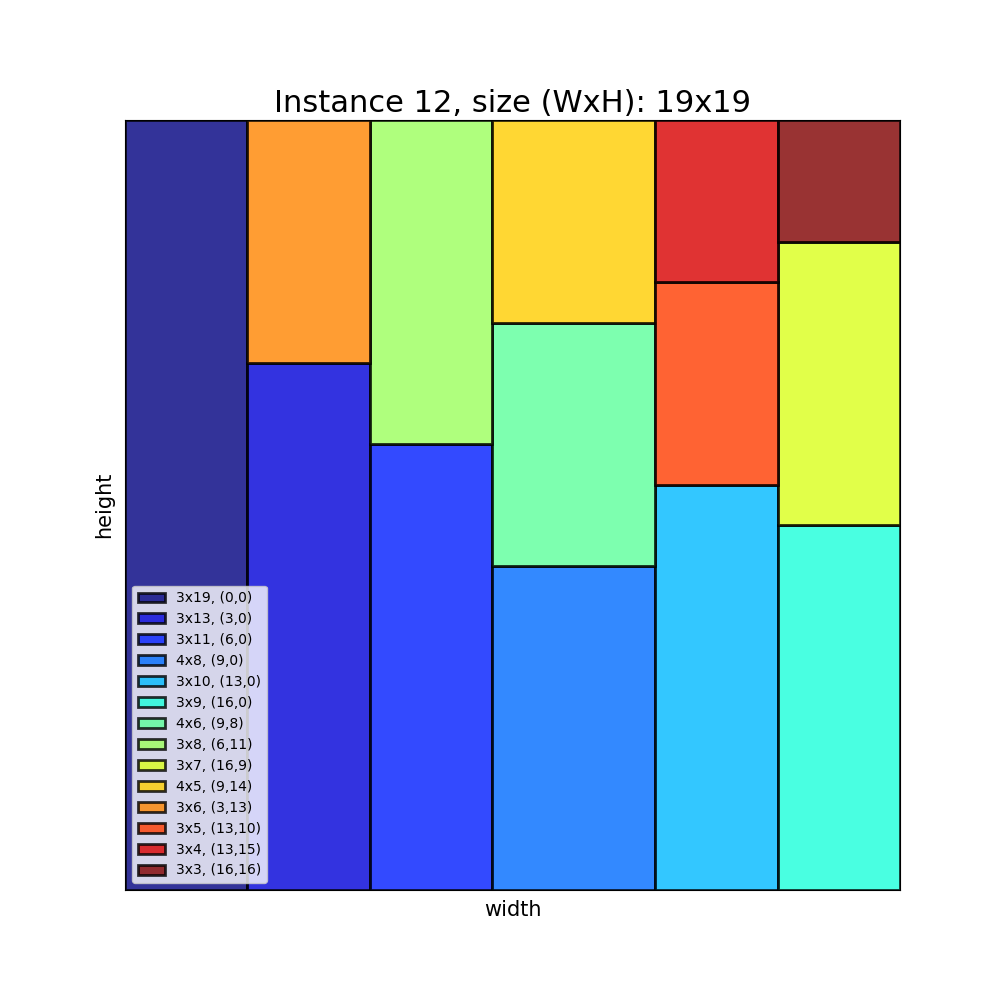 Instance 12, size (WxH): 19x19
height
3x19, (0,0)
3x13, (3,0)
3x11, (6,0)
4x8, (9,0)
3x10, (13,0)
3x9, (16,0)
4x6, (9,8)
3x8, (6,11)
3x7, (16,9)
4x5, (9,14)
3x6, (3,13)
3x5, (13,10)
3x4, (13,15)
3x3, (16,16)
width